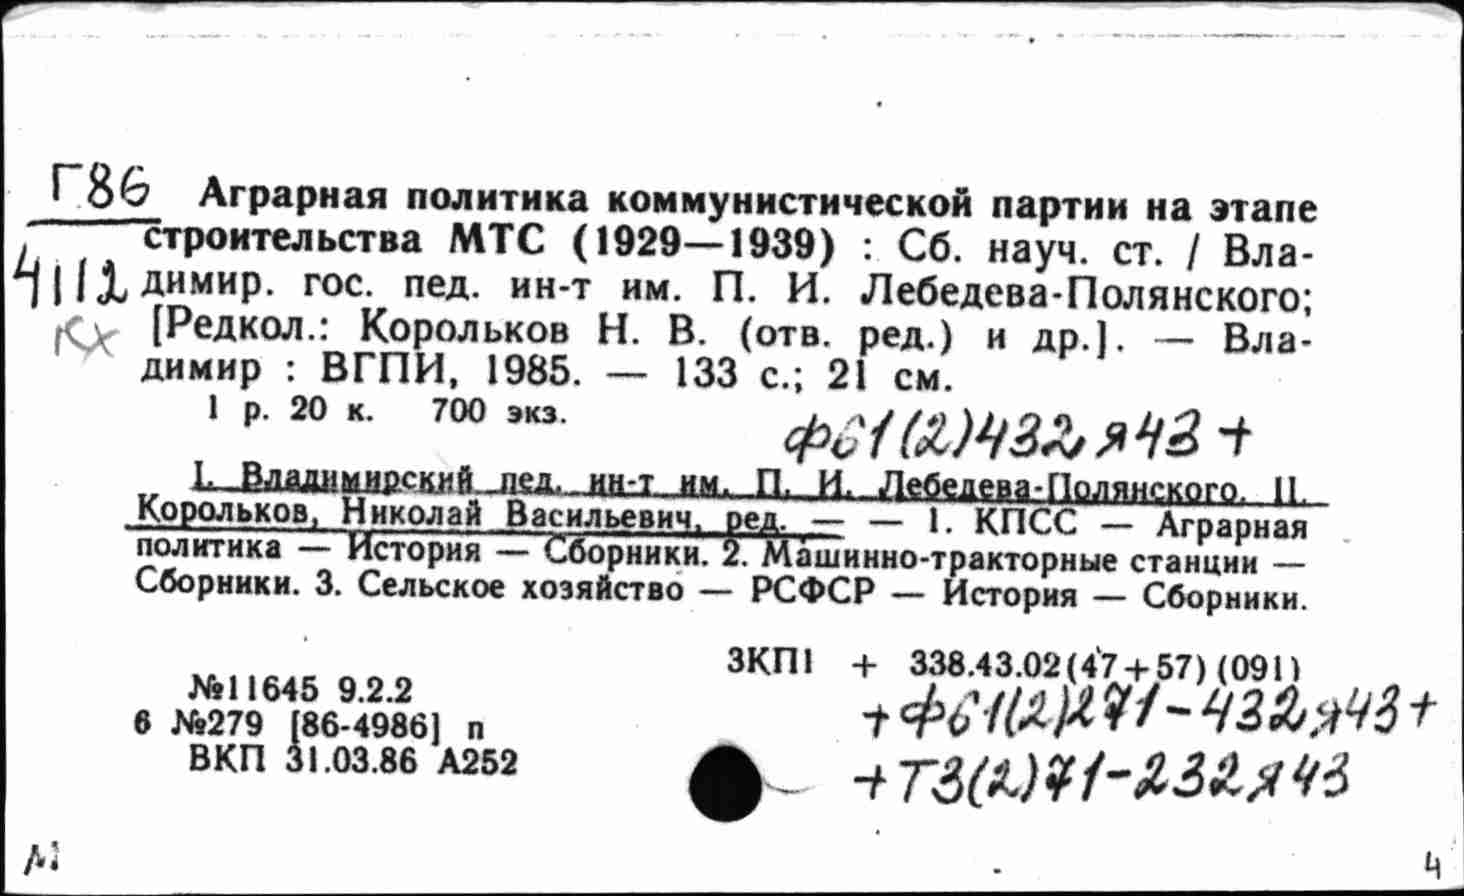 Г86 Аграрная политика коммунистической партии на этапе
строительства МТС (1929—1939) : Сб. науч. ст. / Вла-
4112 димир. гос. пед. ин-т им. П. И. Лебедева-Полянского;
Кх [Редкол.: Корольков Н. В. (отв. ред.) и др.]. — Вла-
димир : ВГПИ, 1985. — 133 с.; 21 см.
1 р. 20 к. 700 экз.
Ф61(2)432,я43 +
I. Владимирский пед. ин-т им. П. И. Лебедева-Полянского. II.
Корольков, Николай Васильевич, ред. — — 1. КПСС — Аграрная
политика — История — Сборники. 2. Машинно-тракторные станции —
Сборники. 3. Сельское хозяйство — РСФСР — История — Сборники.
ЗКП1 + 338.43.02(47+57)(091)
№11645 9.2.2
+Ф61(2)271-432,я43+
6 №279 [86-4986] п
ВКП 31.03.86 А252
+Т3(2)71-232я43
4